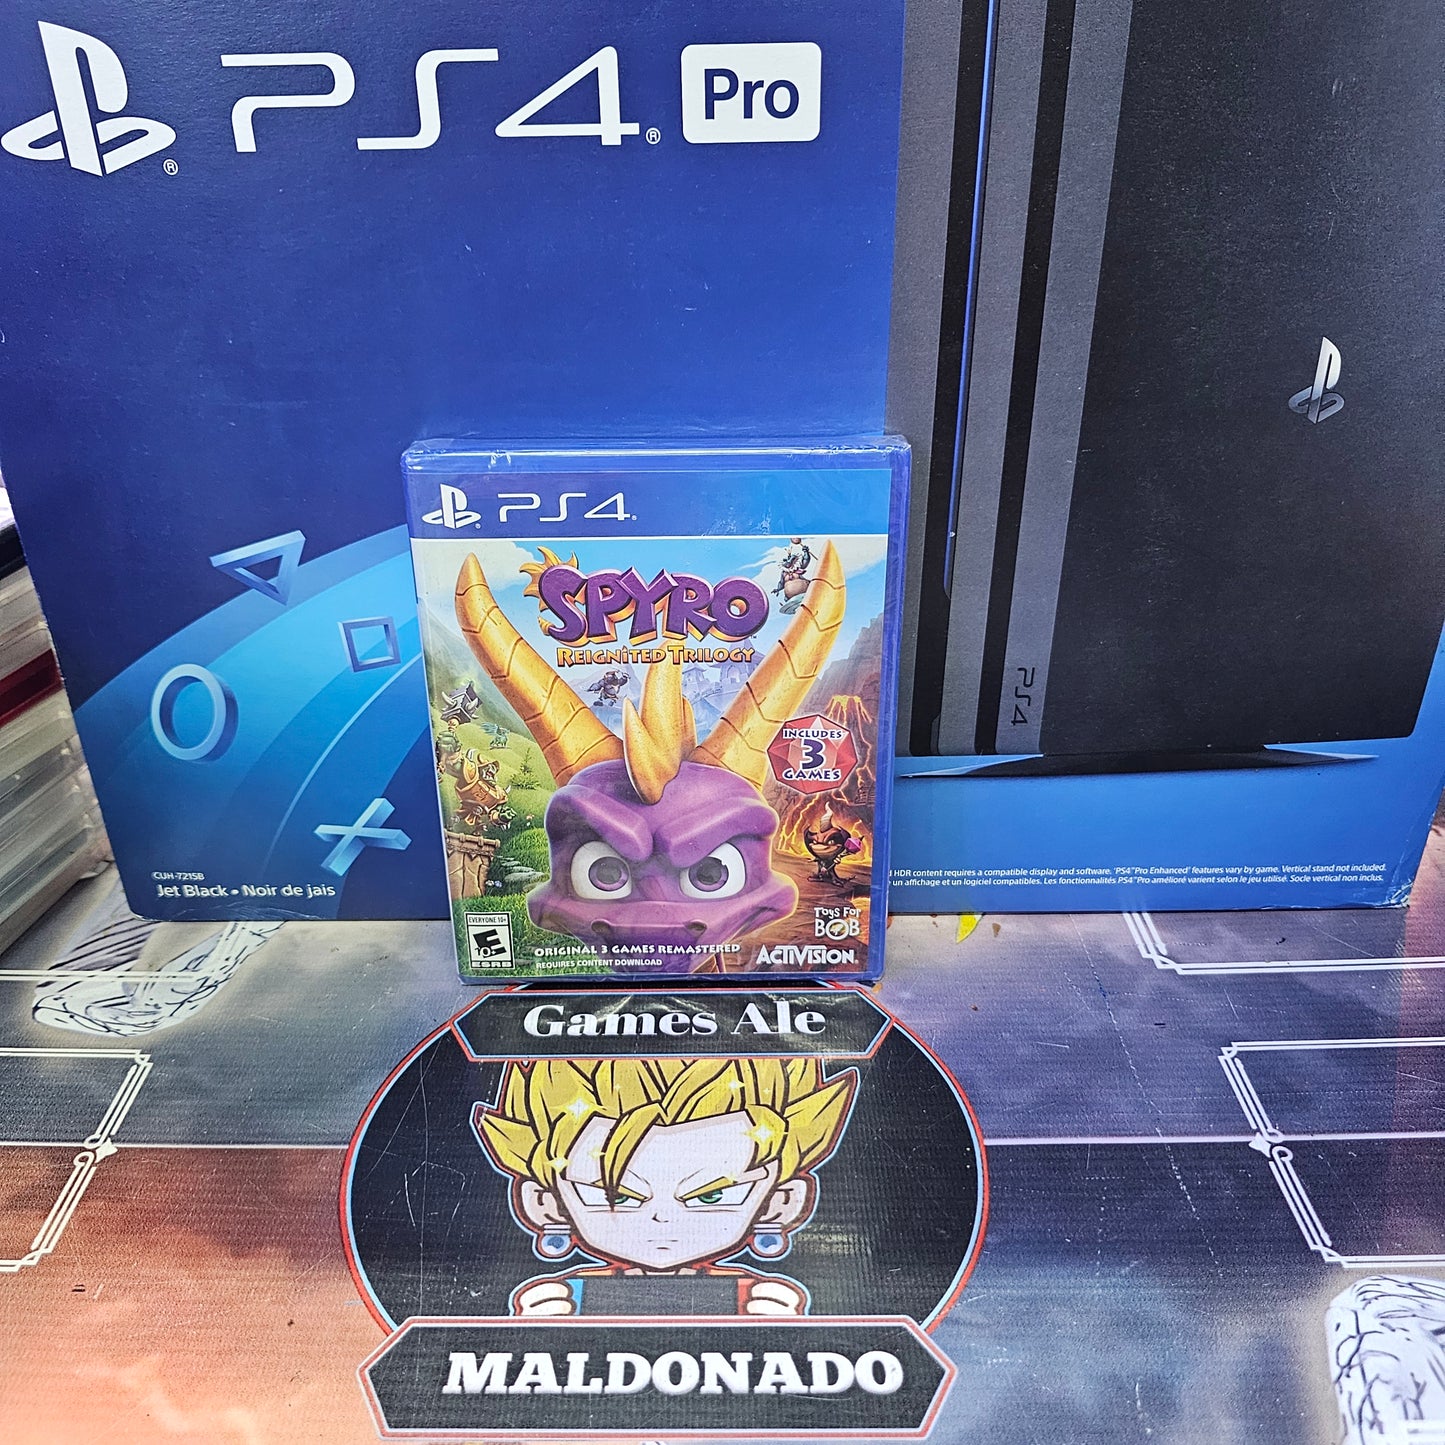 PS4® Pro
®
PS4
CUH-7215B
Jet Black • Noir de jais
HDR content requires a compatible display and software. 'PS4™Pro Enhanced' features vary by game. Vertical stand not included.
un affichage et un logiciel compatibles. Les fonctionnalités PS4™Pro amélioré varient selon le jeu utilisé. Socle vertical non inclus.
PS4
SPYRO
REIGNITED TRILOGY
INCLUDES
3
GAMES
EVERYONE 10+
E
10+
ESRB
ORIGINAL 3 GAMES REMASTERED
REQUIRES CONTENT DOWNLOAD
TOYS FOR
BOB
ACTIVISION
Games Ale
MALDONADO